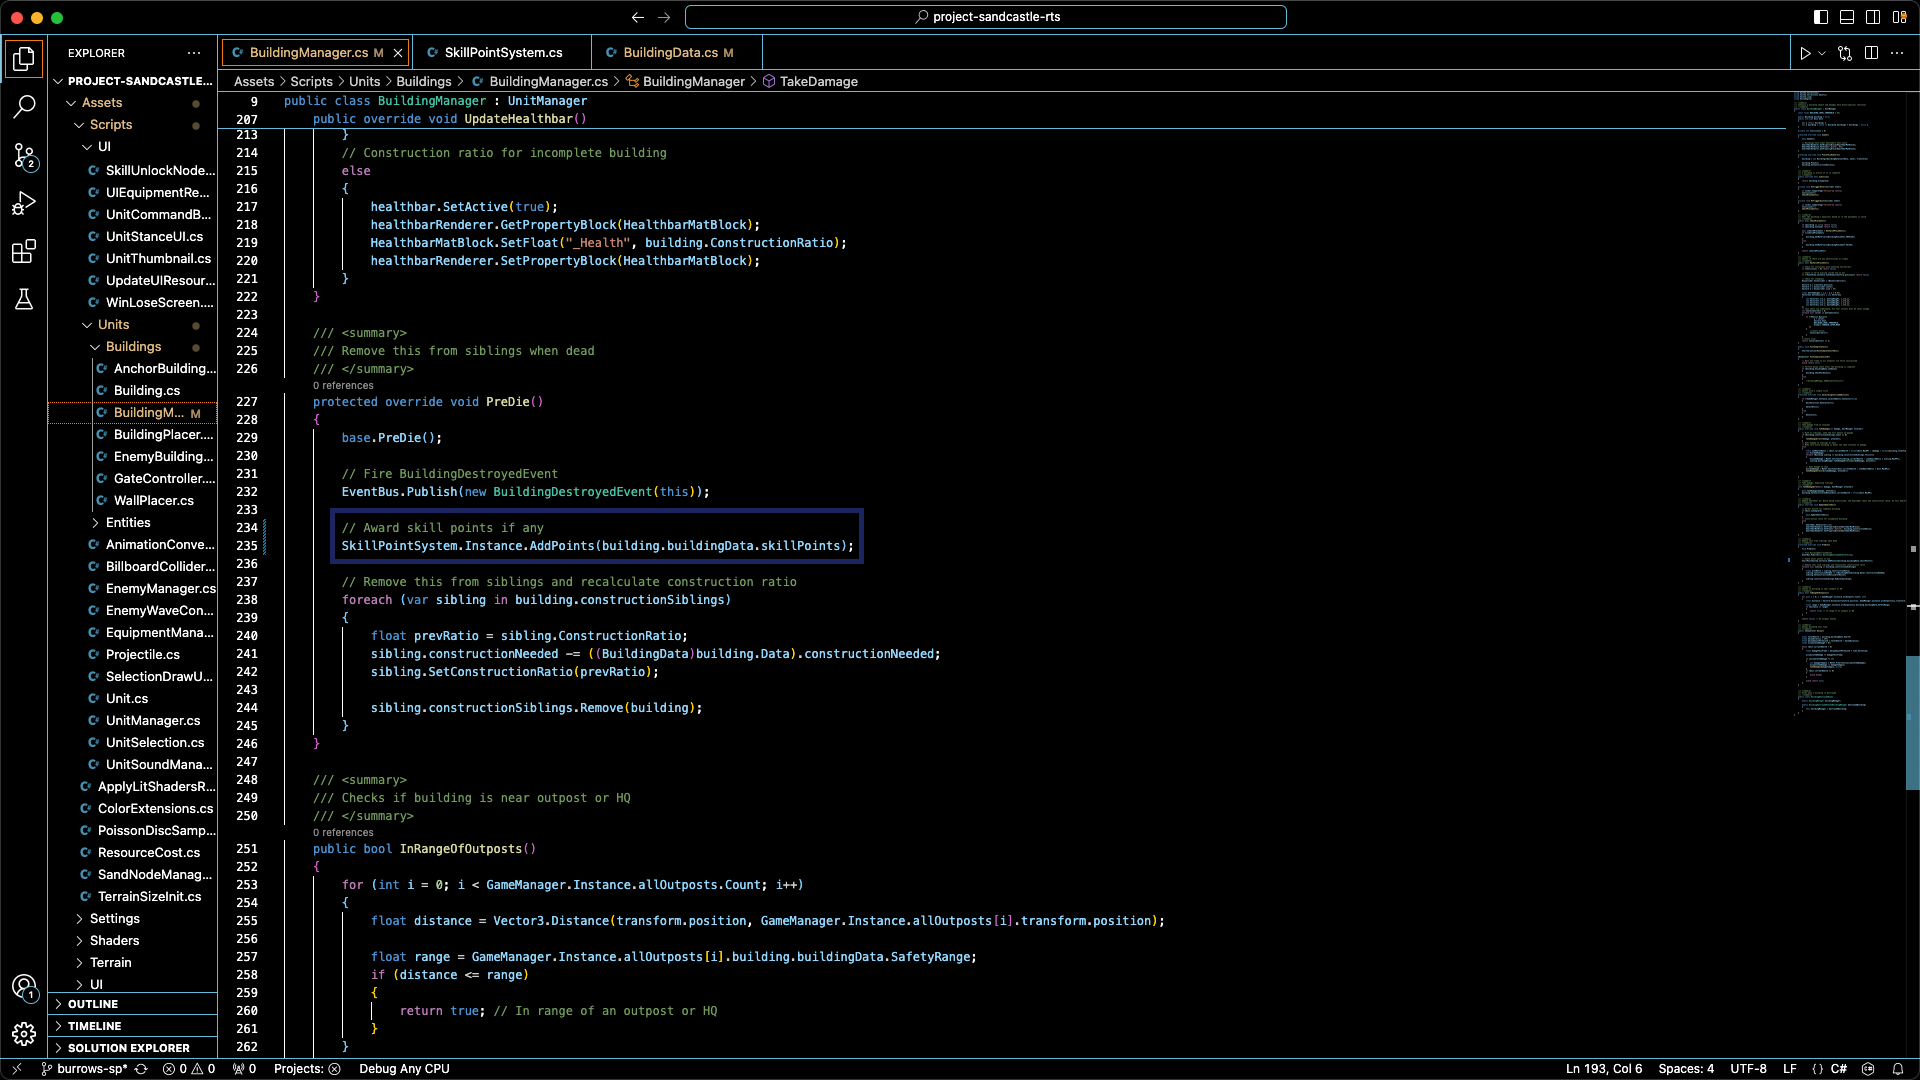 project-sandcastle-rts
EXPLORER
BuildingManager.cs M
SkillPointSystem.cs
BuildingData.cs M
PROJECT-SANDCASTLE...
Assets
Scripts
UI
SkillUnlockNode...
UIEquipmentRe...
UnitCommandB...
UnitStanceUI.cs
UnitThumbnail.cs
UpdateUIResour...
WinLoseScreen....
Units
Buildings
AnchorBuilding...
Building.cs
BuildingM... M
BuildingPlacer....
EnemyBuilding...
GateController....
WallPlacer.cs
Entities
AnimationConve...
BillboardCollider...
EnemyManager.cs
EnemyWaveCon...
EquipmentMana...
Projectile.cs
SelectionDrawU...
Unit.cs
UnitManager.cs
UnitSelection.cs
UnitSoundMana...
ApplyLitShadersR...
ColorExtensions.cs
PoissonDiscSamp...
ResourceCost.cs
SandNodeManag...
TerrainSizeInit.cs
Settings
Shaders
Terrain
UI
OUTLINE
TIMELINE
SOLUTION EXPLORER
2
1
Assets > Scripts > Units > Buildings > BuildingManager.cs > BuildingManager > TakeDamage
9 public class BuildingManager : UnitManager
207 public override void UpdateHealthbar()
213 }
214 // Construction ratio for incomplete building
215 else
216 {
217 healthbar.SetActive(true);
218 healthbarRenderer.GetPropertyBlock(HealthbarMatBlock);
219 HealthbarMatBlock.SetFloat("_Health", building.ConstructionRatio);
220 healthbarRenderer.SetPropertyBlock(HealthbarMatBlock);
221 }
222 }
223
224 /// <summary>
225 /// Remove this from siblings when dead
226 /// </summary>
0 references
227 protected override void PreDie()
228 {
229 base.PreDie();
230
231 // Fire BuildingDestroyedEvent
232 EventBus.Publish(new BuildingDestroyedEvent(this));
233
234 // Award skill points if any
235 SkillPointSystem.Instance.AddPoints(building.buildingData.skillPoints);
236
237 // Remove this from siblings and recalculate construction ratio
238 foreach (var sibling in building.constructionSiblings)
239 {
240 float prevRatio = sibling.ConstructionRatio;
241 sibling.constructionNeeded -= ((BuildingData)building.Data).constructionNeeded;
242 sibling.SetConstructionRatio(prevRatio);
243
244 sibling.constructionSiblings.Remove(building);
245 }
246 }
247
248 /// <summary>
249 /// Checks if building is near outpost or HQ
250 /// </summary>
0 references
251 public bool InRangeOfOutposts()
252 {
253 for (int i = 0; i < GameManager.Instance.allOutposts.Count; i++)
254 {
255 float distance = Vector3.Distance(transform.position, GameManager.Instance.allOutposts[i].transform.position);
256
257 float range = GameManager.Instance.allOutposts[i].building.buildingData.SafetyRange;
258 if (distance <= range)
259 {
260 return true; // In range of an outpost or HQ
261 }
262 }
burrows-sp* 0 0 0 Projects: Debug Any CPU
Ln 193, Col 6 Spaces: 4 UTF-8 LF {} C#